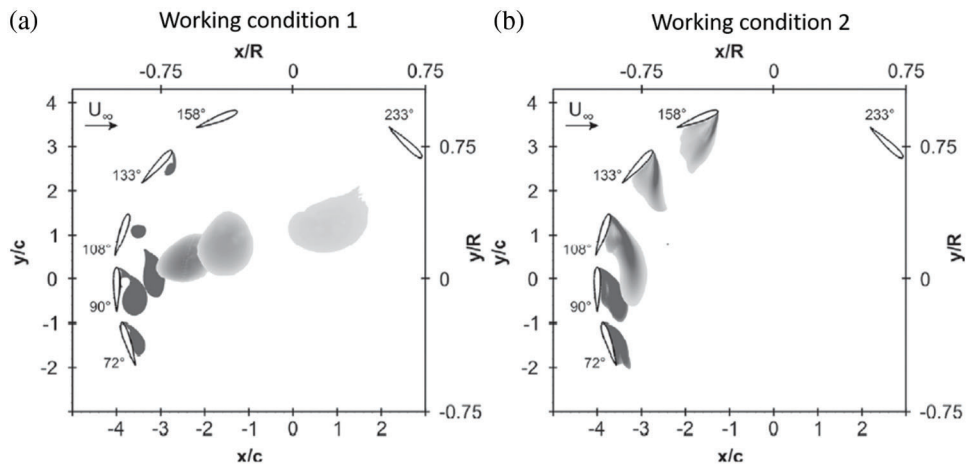 (a) Working condition 1
x/R
-0.75 0 0.75
U∞
158° 233°
133°
108°
90°
72°
4
3
2
1
0
-1
-2
y/c
0.75
0
-0.75
y/R
-4 -3 -2 -1 0 1 2
x/c
(b) Working condition 2
x/R
-0.75 0 0.75
U∞
158° 233°
133°
108°
90°
72°
4
3
2
1
0
-1
-2
y/c
0.75
0
-0.75
y/R
-4 -3 -2 -1 0 1 2
x/c